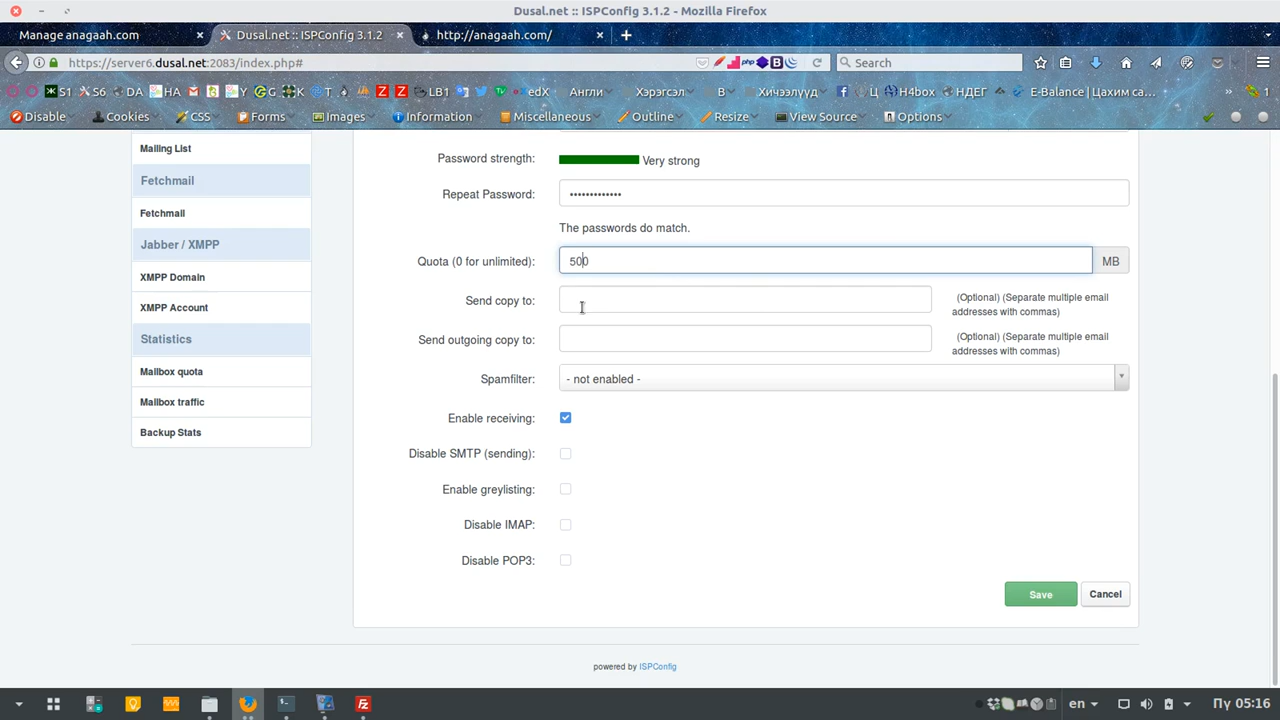 Dusal.net :: ISPConfig 3.1.2 - Mozilla Firefox
Manage anagaah.com
Dusal.net :: ISPConfig 3.1.2
http://anagaah.com/
https://server6.dusal.net:2083/index.php#
Search
S1 S6 DA HA Y G K T LB1 edX Англи Хэрэгсэл В Хичээлүүд Ц H4box НДЕГ E-Balance | Цахим са… » 1
Disable Cookies CSS Forms Images Information Miscellaneous Outline Resize View Source Options
Mailing List
Fetchmail
Fetchmail
Jabber / XMPP
XMPP Domain
XMPP Account
Statistics
Mailbox quota
Mailbox traffic
Backup Stats
Password strength: Very strong
Repeat Password: •••••••••••••
The passwords do match.
Quota (0 for unlimited): 500 MB
Send copy to: (Optional) (Separate multiple email
addresses with commas)
Send outgoing copy to: (Optional) (Separate multiple email
addresses with commas)
Spamfilter: - not enabled -
Enable receiving:
Disable SMTP (sending):
Enable greylisting:
Disable IMAP:
Disable POP3:
Save Cancel
powered by ISPConfig
en Пү 05:16